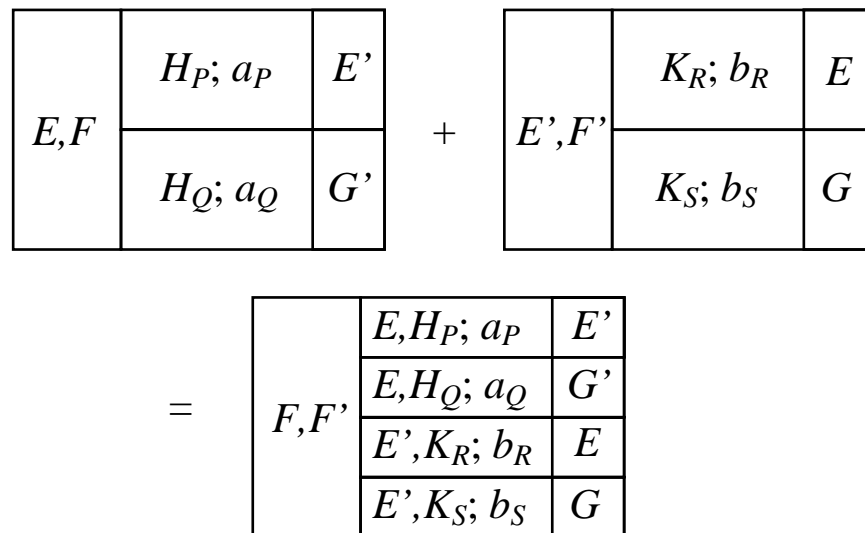 H_P; a_P E’ K_R; b_R E
E,F + E’,F’
H_Q; a_Q G’ K_S; b_S G
E,H_P; a_P E’
E,H_Q; a_Q G’
= F,F’
E’,K_R; b_R E
E’,K_S; b_S G